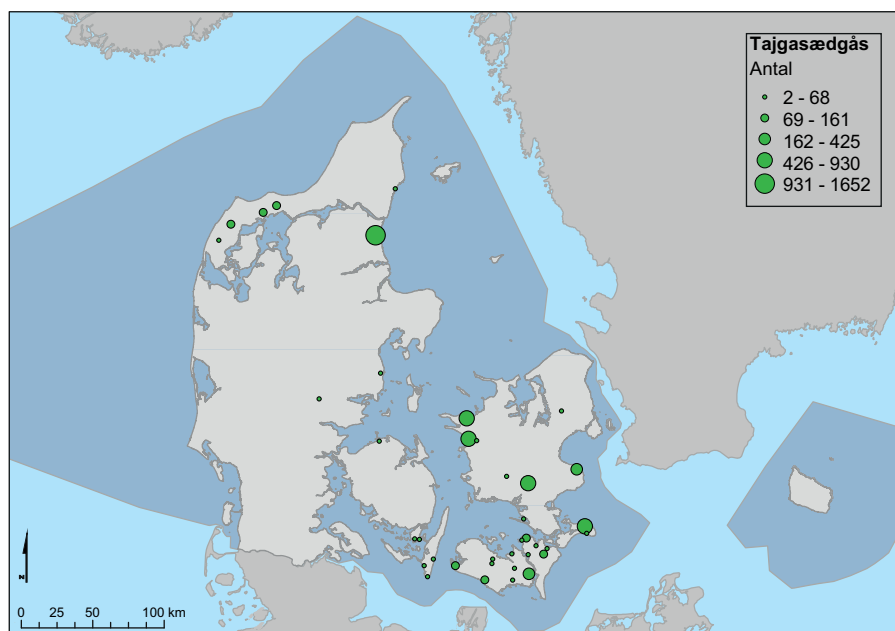 Tajgasædgås
Antal
2 - 68
69 - 161
162 - 425
426 - 930
931 - 1652
N
0 25 50 100 km